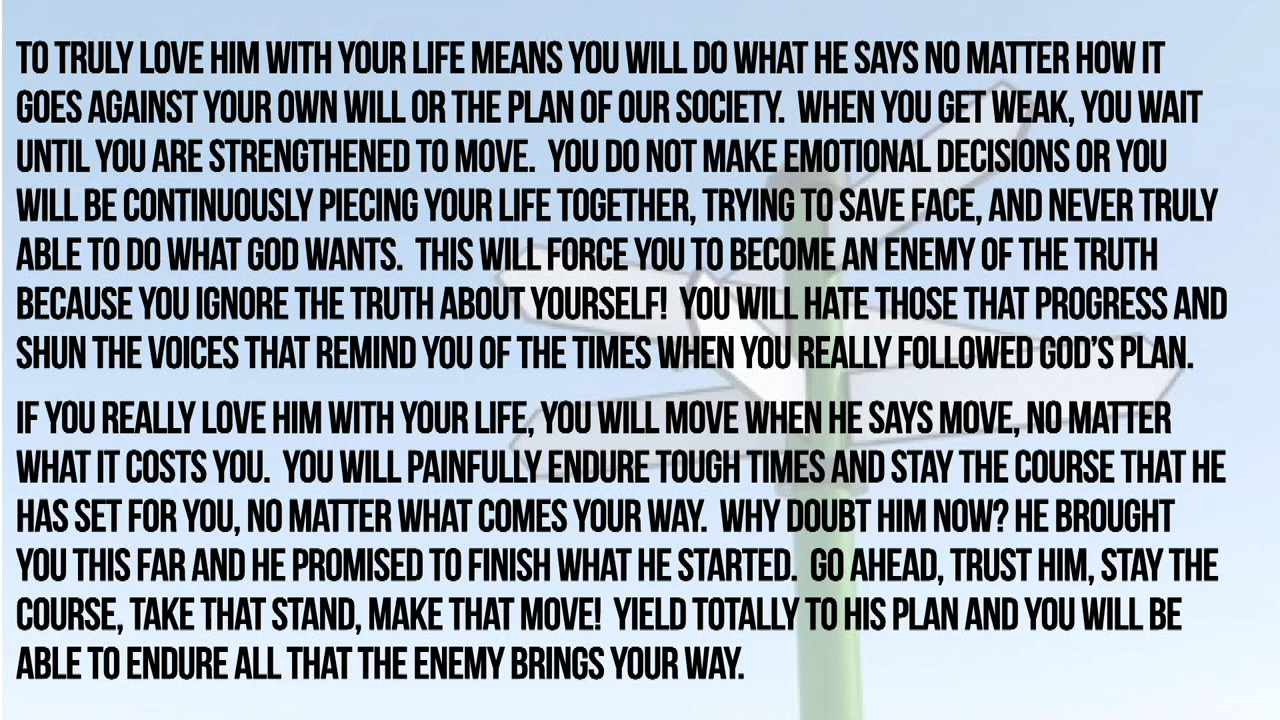 TO TRULY LOVE HIM WITH YOUR LIFE MEANS YOU WILL DO WHAT HE SAYS NO MATTER HOW IT
GOES AGAINST YOUR OWN WILL OR THE PLAN OF OUR SOCIETY. WHEN YOU GET WEAK, YOU WAIT
UNTIL YOU ARE STRENGTHENED TO MOVE. YOU DO NOT MAKE EMOTIONAL DECISIONS OR YOU
WILL BE CONTINUOUSLY PIECING YOUR LIFE TOGETHER, TRYING TO SAVE FACE, AND NEVER TRULY
ABLE TO DO WHAT GOD WANTS. THIS WILL FORCE YOU TO BECOME AN ENEMY OF THE TRUTH
BECAUSE YOU IGNORE THE TRUTH ABOUT YOURSELF! YOU WILL HATE THOSE THAT PROGRESS AND
SHUN THE VOICES THAT REMIND YOU OF THE TIMES WHEN YOU REALLY FOLLOWED GOD'S PLAN.
IF YOU REALLY LOVE HIM WITH YOUR LIFE, YOU WILL MOVE WHEN HE SAYS MOVE, NO MATTER
WHAT IT COSTS YOU. YOU WILL PAINFULLY ENDURE TOUGH TIMES AND STAY THE COURSE THAT HE
HAS SET FOR YOU, NO MATTER WHAT COMES YOUR WAY. WHY DOUBT HIM NOW? HE BROUGHT
YOU THIS FAR AND HE PROMISED TO FINISH WHAT HE STARTED. GO AHEAD, TRUST HIM, STAY THE
COURSE, TAKE THAT STAND, MAKE THAT MOVE! YIELD TOTALLY TO HIS PLAN AND YOU WILL BE
ABLE TO ENDURE ALL THAT THE ENEMY BRINGS YOUR WAY.